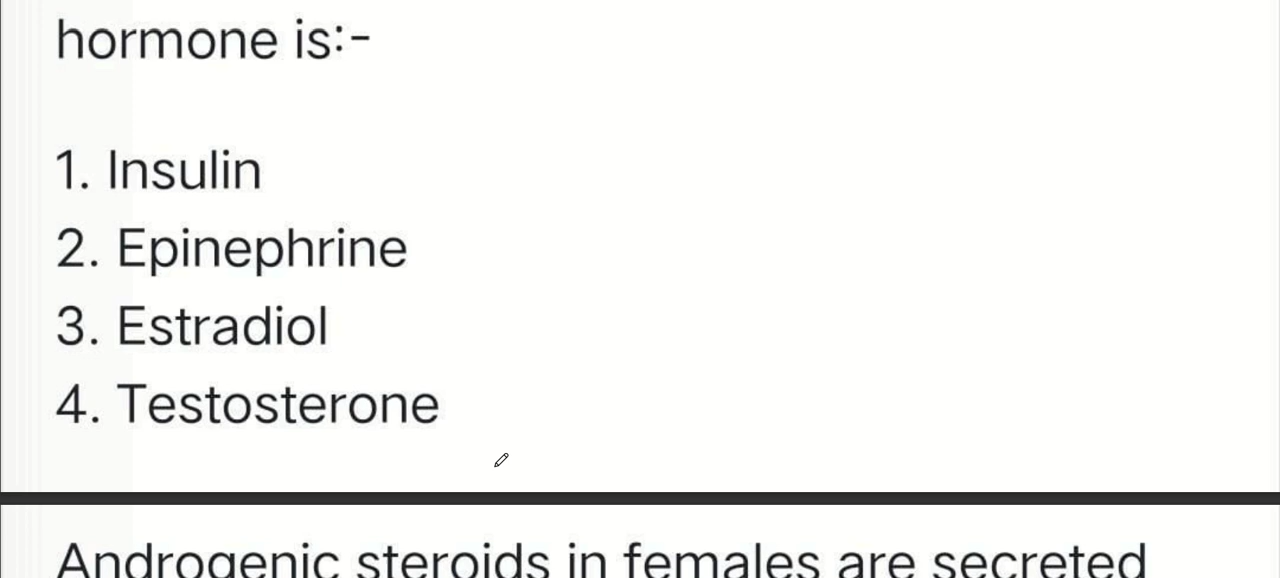 hormone is:-
1. Insulin
2. Epinephrine
3. Estradiol
4. Testosterone
Androgenic steroids in females are secreted